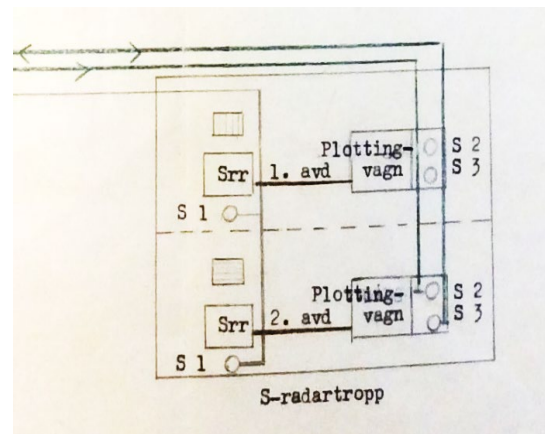 Plotting- S 2
Srr 1. avd vagn S 3
S 1
Plotting- S 2
Srr 2. avd vagn S 3
S 1
S-radartropp